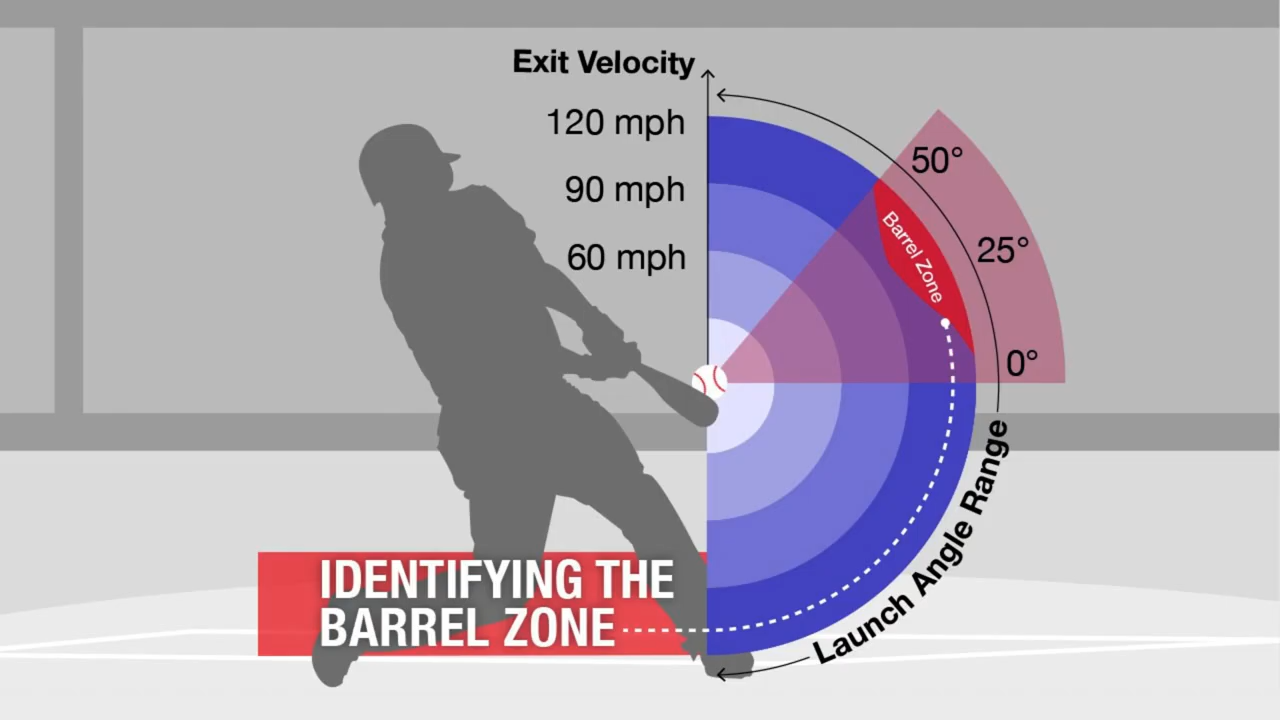 Exit Velocity
120 mph
90 mph
60 mph
50°
25°
0°
Barrel Zone
Launch Angle Range
IDENTIFYING THE
BARREL ZONE